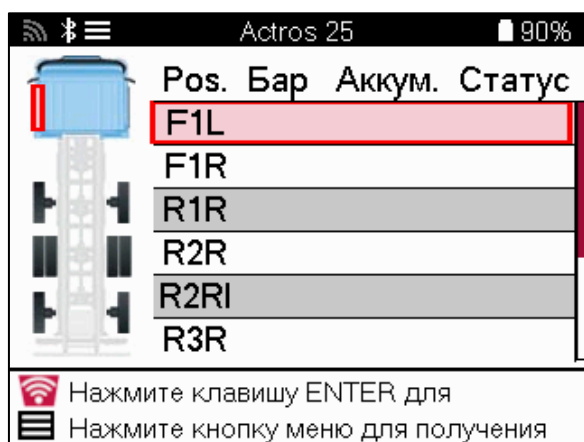 Actros 25 90%
Pos. Бар Аккум. Статус
F1L
F1R
R1R
R2R
R2RI
R3R
Нажмите клавишу ENTER для
Нажмите кнопку меню для получения